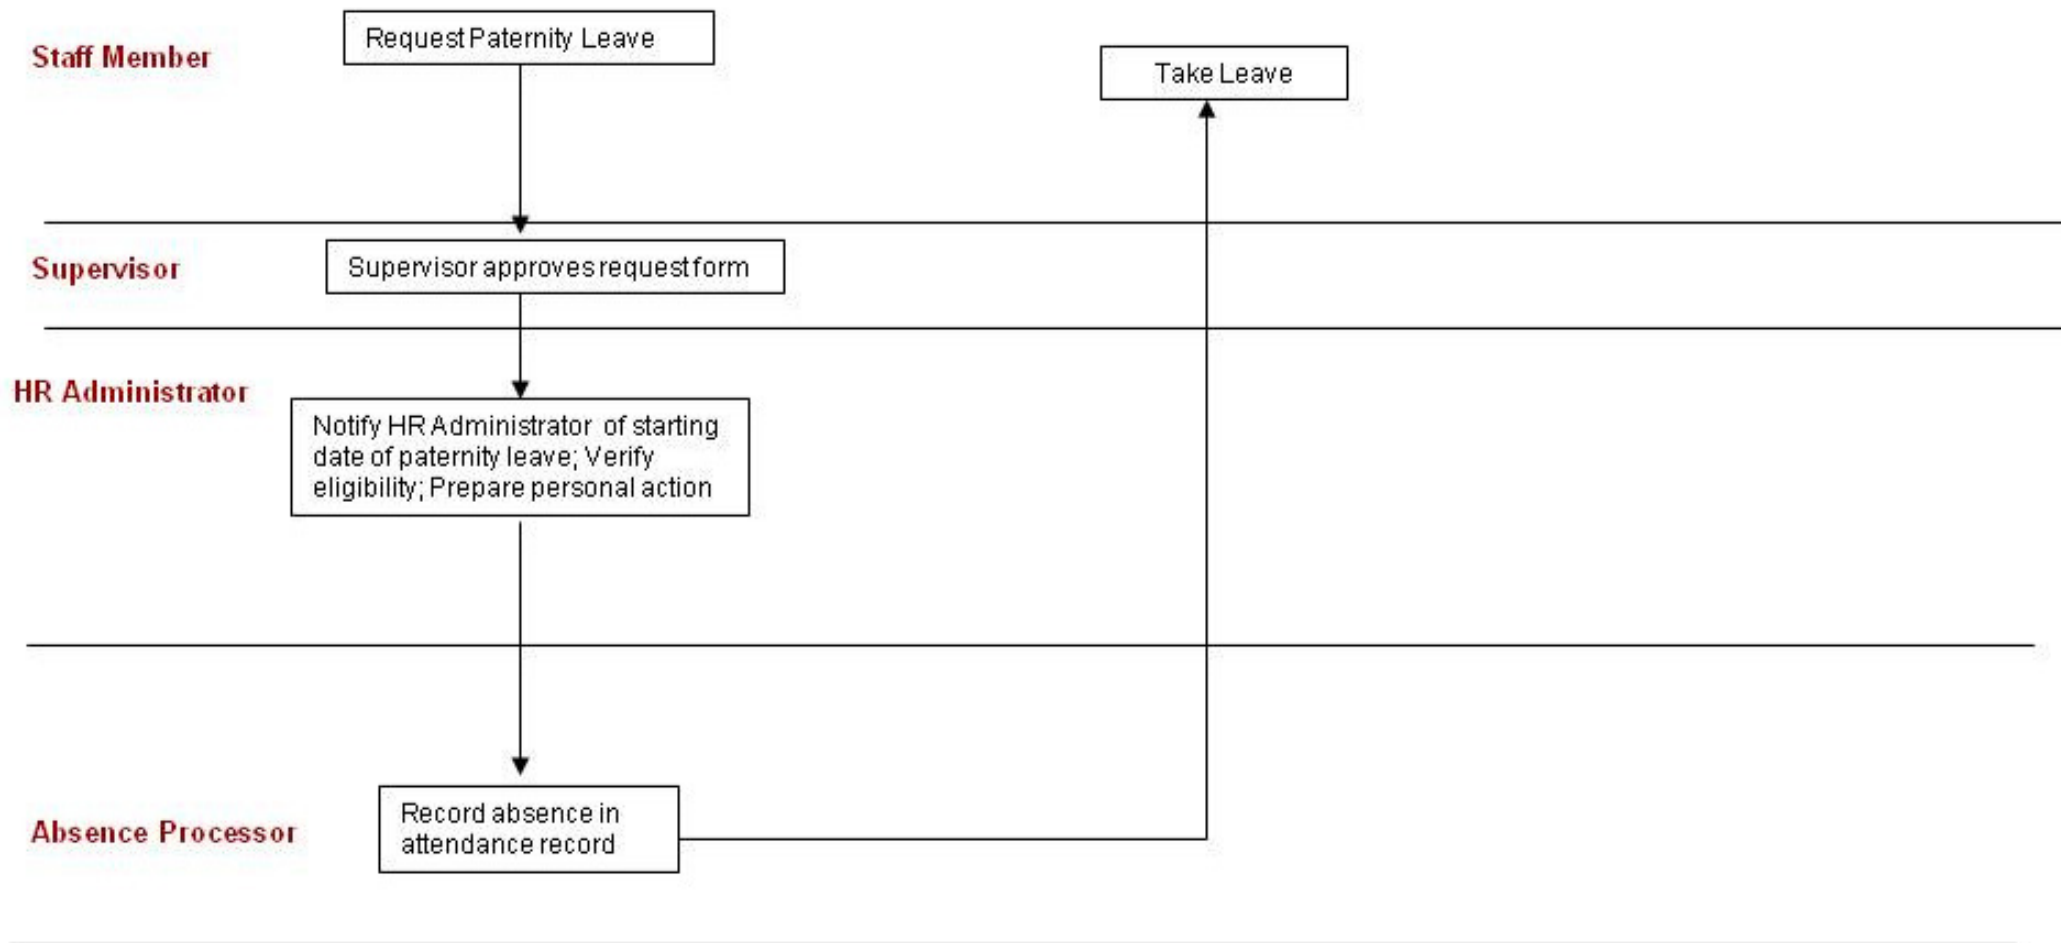 Staff Member
Request Paternity Leave
Take Leave
Supervisor
Supervisor approves request form
HR Administrator
Notify HR Administrator of starting
date of paternity leave; Verify
eligibility; Prepare personal action
Absence Processor
Record absence in
attendance record